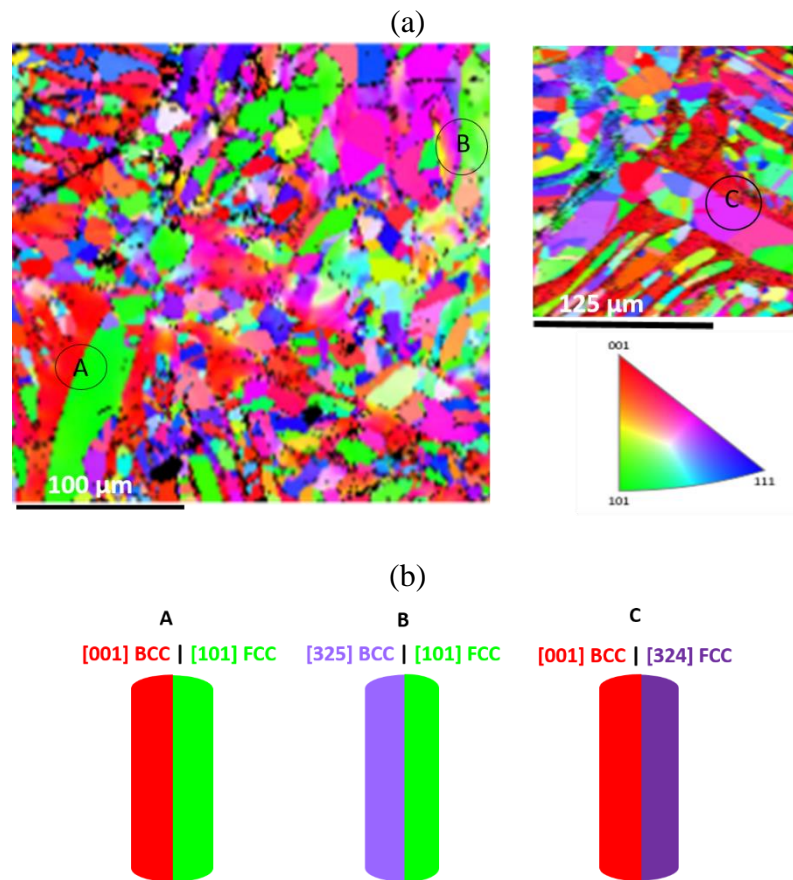 (a)
B
C
A
125 µm
001
100 µm
101
111
(b)
A B C
[001] BCC | [101] FCC [325] BCC | [101] FCC [001] BCC | [324] FCC